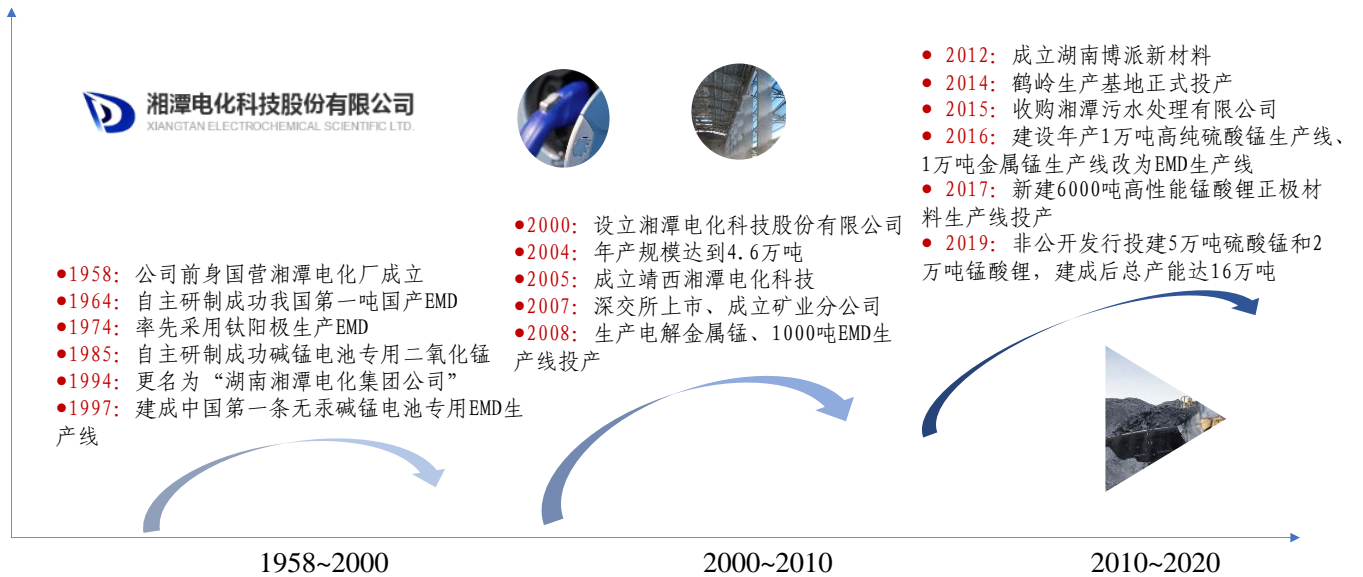 湘潭电化科技股份有限公司
XIANGTAN ELECTROCHEMICAL SCIENTIFIC LTD.
●1958：公司前身国营湘潭电化厂成立
●1964：自主研制成功我国第一吨国产EMD
●1974：率先采用钛阳极生产EMD
●1985：自主研制成功碱锰电池专用二氧化锰
●1994：更名为“湖南湘潭电化集团公司”
●1997：建成中国第一条无汞碱锰电池专用EMD生
产线
●2000：设立湘潭电化科技股份有限公司
●2004：年产规模达到4.6万吨
●2005：成立靖西湘潭电化科技
●2007：深交所上市、成立矿业分公司
●2008：生产电解金属锰、1000吨EMD生
产线投产
● 2012：成立湖南博派新材料
● 2014：鹤岭生产基地正式投产
● 2015：收购湘潭污水处理有限公司
● 2016：建设年产1万吨高纯硫酸锰生产线、
1万吨金属锰生产线改为EMD生产线
● 2017：新建6000吨高性能锰酸锂正极材
料生产线投产
● 2019：非公开发行投建5万吨硫酸锰和2
万吨锰酸锂，建成后总产能达16万吨
1958~2000
2000~2010
2010~2020